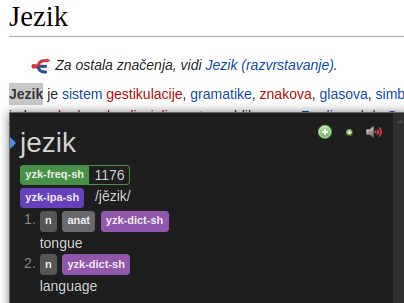 Jezik
Za ostala značenja, vidi Jezik (razvrstavanje).
Jezik je sistem gestikulacije, gramatike, znakova, glasova, simb
jezik
yzk-freq-sh 1176
yzk-ipa-sh /jězik/
1. n anat yzk-dict-sh
tongue
2. n yzk-dict-sh
language